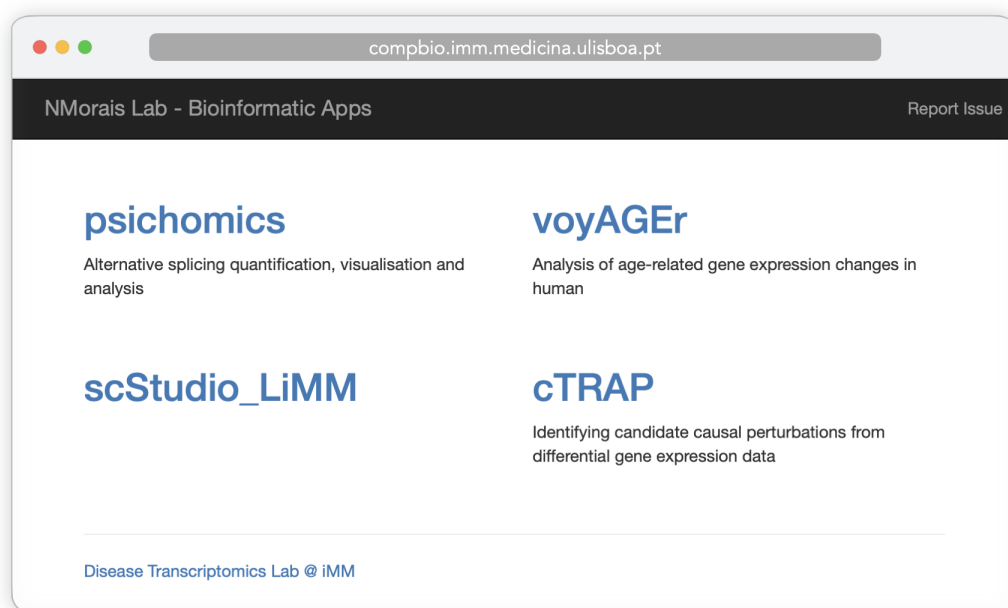 compbio.imm.medicina.ulisboa.pt
NMorais Lab - Bioinformatic Apps
Report Issue
psichomics
Alternative splicing quantification, visualisation and
analysis
voyAGEr
Analysis of age-related gene expression changes in
human
scStudio_LiMM
cTRAP
Identifying candidate causal perturbations from
differential gene expression data
Disease Transcriptomics Lab @ iMM